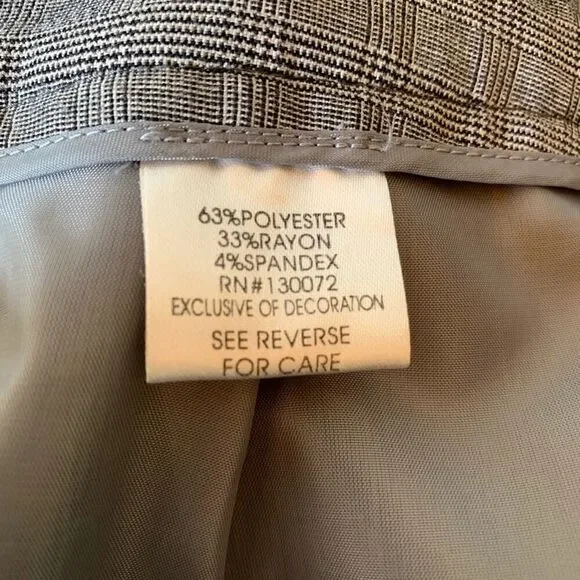 63%POLYESTER
33%RAYON
4%SPANDEX
RN#130072
EXCLUSIVE OF DECORATION
SEE REVERSE
FOR CARE